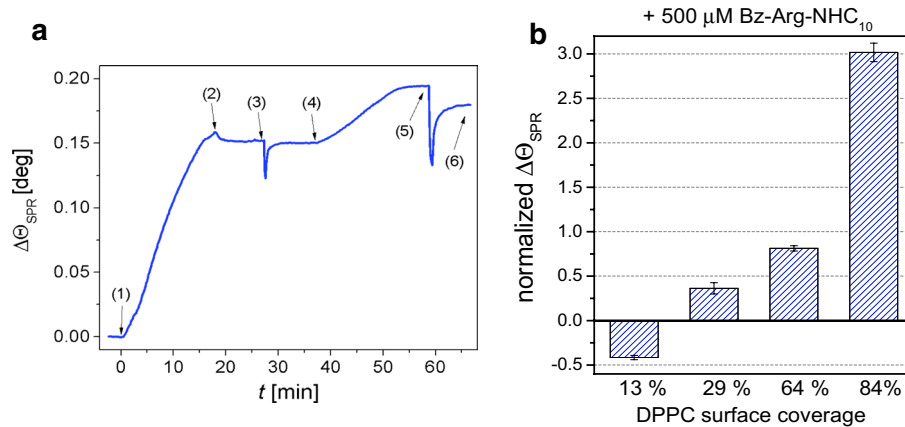 a
ΔΘSPR [deg]
0.20
0.15
0.10
0.05
0.00
(1)
(2)
(3)
(4)
(5)
(6)
0 10 20 30 40 50 60
t [min]
b
+ 500 μM Bz-Arg-NHC10
normalized ΔΘSPR
3.0
2.5
2.0
1.5
1.0
0.5
0.0
-0.5
13 % 29 % 64 % 84%
DPPC surface coverage